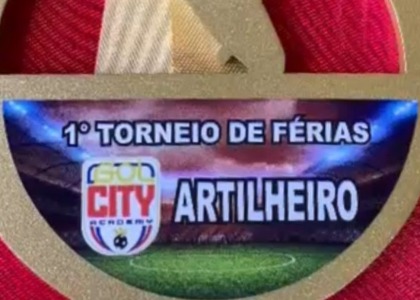 1° TORNEIO DE FÉRIAS
GOL
CITY
ACADEMY
ARTILHEIRO